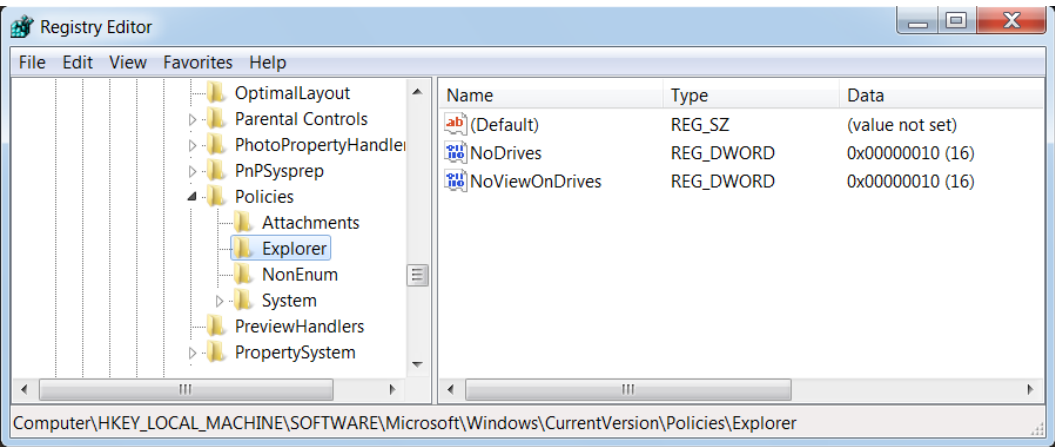 Registry Editor
File Edit View Favorites Help
OptimalLayout
Parental Controls
PhotoPropertyHandler
PnPSysprep
Policies
Attachments
Explorer
NonEnum
System
PreviewHandlers
PropertySystem
Name Type Data
ab (Default) REG_SZ (value not set)
NoDrives REG_DWORD 0x00000010 (16)
NoViewOnDrives REG_DWORD 0x00000010 (16)
Computer\HKEY_LOCAL_MACHINE\SOFTWARE\Microsoft\Windows\CurrentVersion\Policies\Explorer